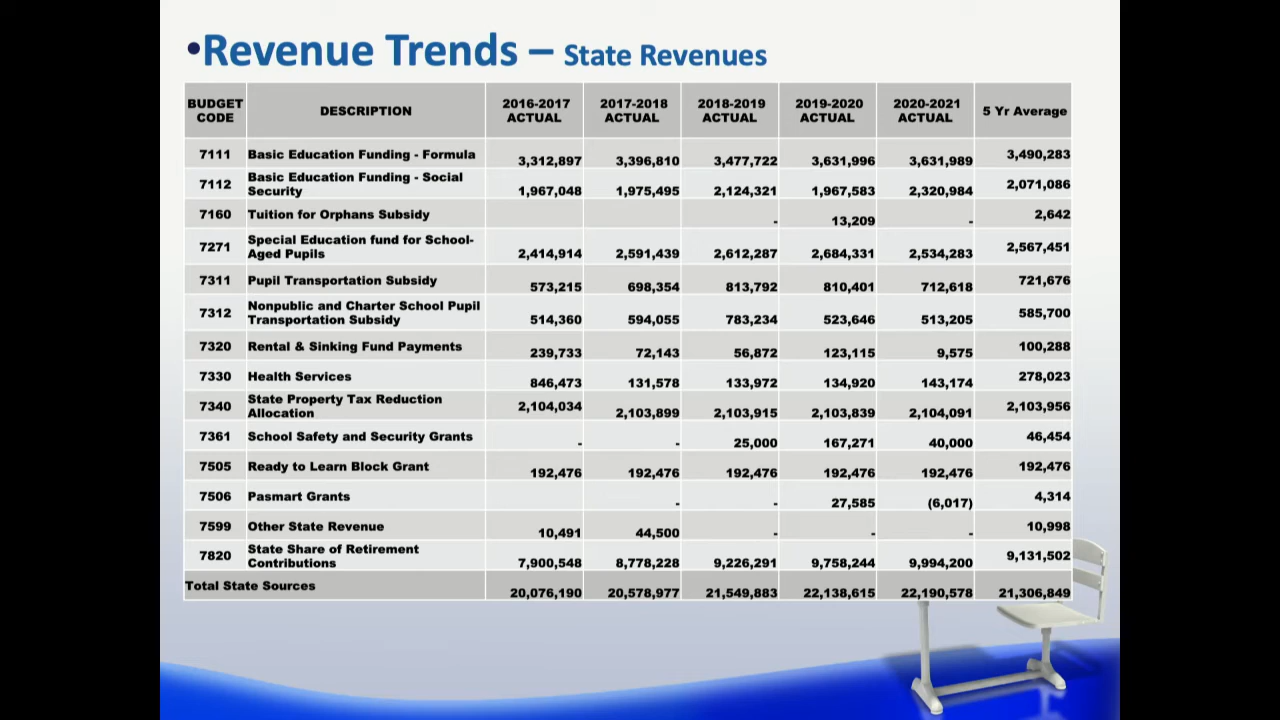 •Revenue Trends – State Revenues
BUDGET CODE DESCRIPTION 2016-2017 ACTUAL 2017-2018 ACTUAL 2018-2019 ACTUAL 2019-2020 ACTUAL 2020-2021 ACTUAL 5 Yr Average
7111 Basic Education Funding - Formula 3,312,897 3,396,810 3,477,722 3,631,996 3,631,989 3,490,283
7112 Basic Education Funding - Social Security 1,967,048 1,975,495 2,124,321 1,967,583 2,320,984 2,071,086
7160 Tuition for Orphans Subsidy - 13,209 - 2,642
7271 Special Education fund for School-Aged Pupils 2,414,914 2,591,439 2,612,287 2,684,331 2,534,283 2,567,451
7311 Pupil Transportation Subsidy 573,215 698,354 813,792 810,401 712,618 721,676
7312 Nonpublic and Charter School Pupil Transportation Subsidy 514,360 594,055 783,234 523,646 513,205 585,700
7320 Rental & Sinking Fund Payments 239,733 72,143 56,872 123,115 9,575 100,288
7330 Health Services 846,473 131,578 133,972 134,920 143,174 278,023
7340 State Property Tax Reduction Allocation 2,104,034 2,103,899 2,103,915 2,103,839 2,104,091 2,103,956
7361 School Safety and Security Grants - - 25,000 167,271 40,000 46,454
7505 Ready to Learn Block Grant 192,476 192,476 192,476 192,476 192,476 192,476
7506 Pasmart Grants - - 27,585 (6,017) 4,314
7599 Other State Revenue 10,491 44,500 - - - 10,998
7820 State Share of Retirement Contributions 7,900,548 8,778,228 9,226,291 9,758,244 9,994,200 9,131,502
Total State Sources 20,076,190 20,578,977 21,549,883 22,138,615 22,190,578 21,306,849